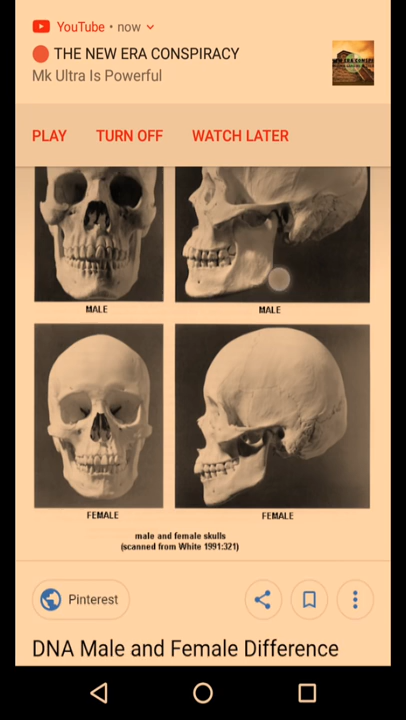 YouTube • now
THE NEW ERA CONSPIRACY
Mk Ultra Is Powerful
PLAY TURN OFF WATCH LATER
MALE MALE
FEMALE FEMALE
male and female skulls
(scanned from White 1991:321)
Pinterest
DNA Male and Female Difference